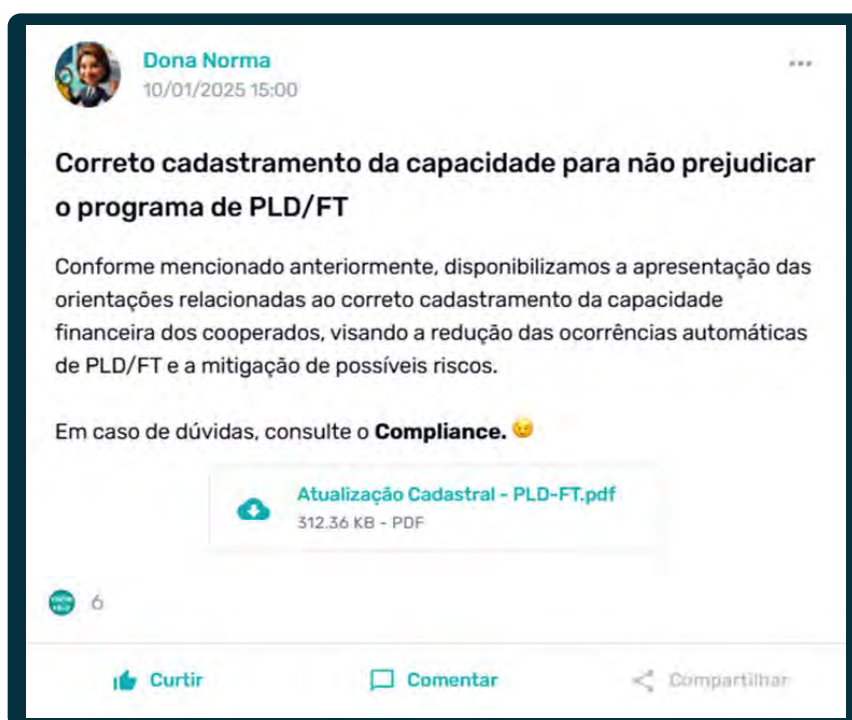 Dona Norma
10/01/2025 15:00
Correto cadastramento da capacidade para não prejudicar
o programa de PLD/FT
Conforme mencionado anteriormente, disponibilizamos a apresentação das
orientações relacionadas ao correto cadastramento da capacidade
financeira dos cooperados, visando a redução das ocorrências automáticas
de PLD/FT e a mitigação de possíveis riscos.
Em caso de dúvidas, consulte o Compliance. 😉
Atualização Cadastral - PLD-FT.pdf
312.36 KB - PDF
6
Curtir
Comentar
Compartilhar